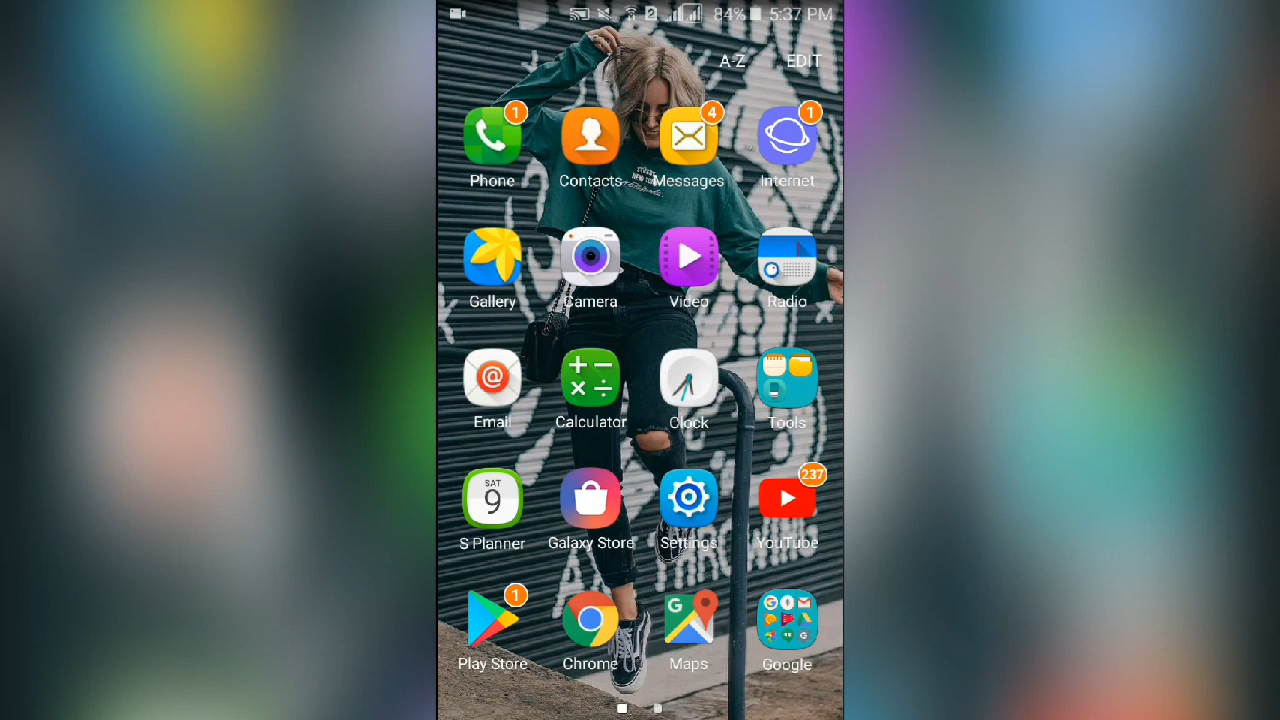 84% 5:37 PM
A-Z EDIT
1 4 1
Phone Contacts Messages Internet
Gallery Camera Video Radio
Email Calculator Clock Tools
SAT
9
237
S Planner Galaxy Store Settings YouTube
1
G
Play Store Chrome Maps Google